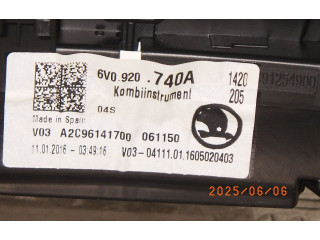 6V0.920 .740A 1420
Kombiinstrument 205
04S
Made in Spain
V03 A2C96141700 061150
11.01.2016 - 03:49:16 V03-04111.01.1605020403
91254900
2025/06/06